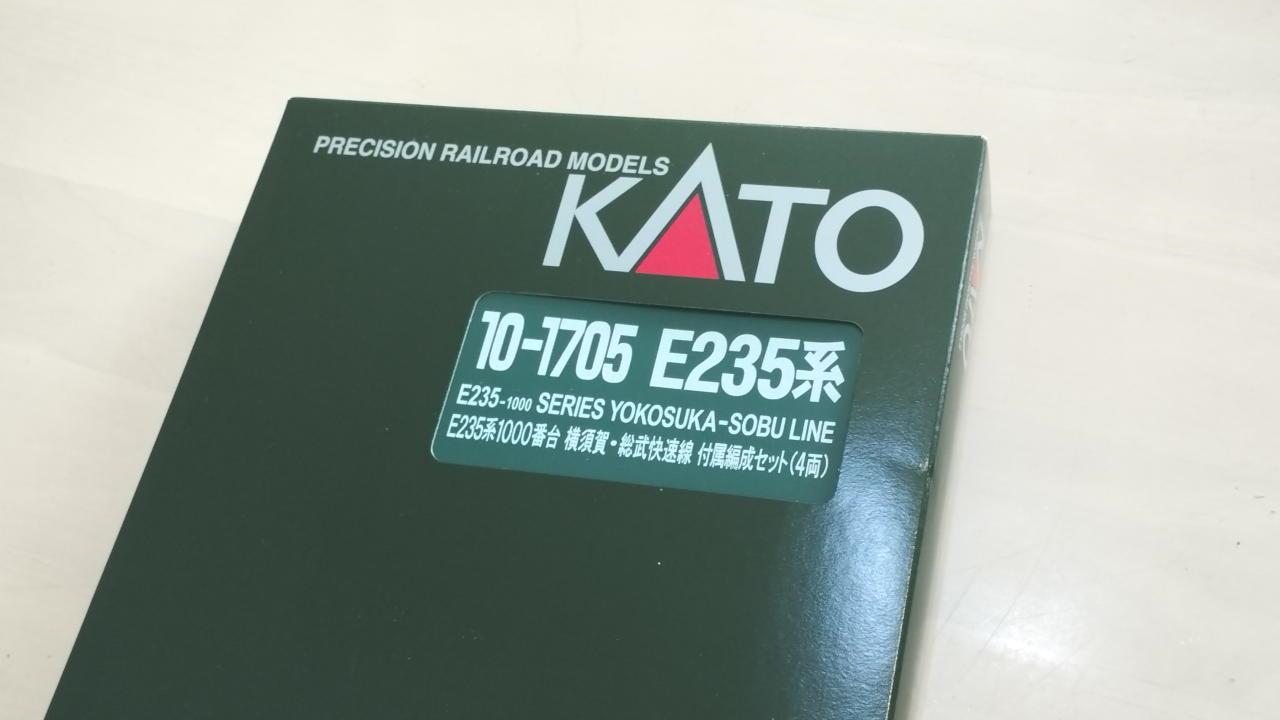 PRECISION RAILROAD MODELS
KATO
10-1705 E235系
E235-1000 SERIES YOKOSUKA-SOBU LINE
E235系1000番台 横須賀・総武快速線 付属編成セット(4両)